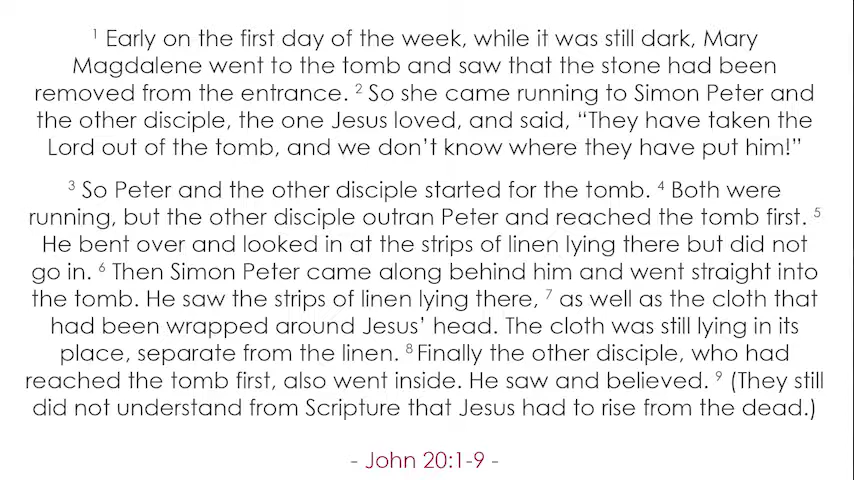 1 Early on the first day of the week, while it was still dark, Mary
Magdalene went to the tomb and saw that the stone had been
removed from the entrance. 2 So she came running to Simon Peter and
the other disciple, the one Jesus loved, and said, “They have taken the
Lord out of the tomb, and we don’t know where they have put him!”
3 So Peter and the other disciple started for the tomb. 4 Both were
running, but the other disciple outran Peter and reached the tomb first. 5
He bent over and looked in at the strips of linen lying there but did not
go in. 6 Then Simon Peter came along behind him and went straight into
the tomb. He saw the strips of linen lying there, 7 as well as the cloth that
had been wrapped around Jesus’ head. The cloth was still lying in its
place, separate from the linen. 8 Finally the other disciple, who had
reached the tomb first, also went inside. He saw and believed. 9 (They still
did not understand from Scripture that Jesus had to rise from the dead.)
- John 20:1-9 -